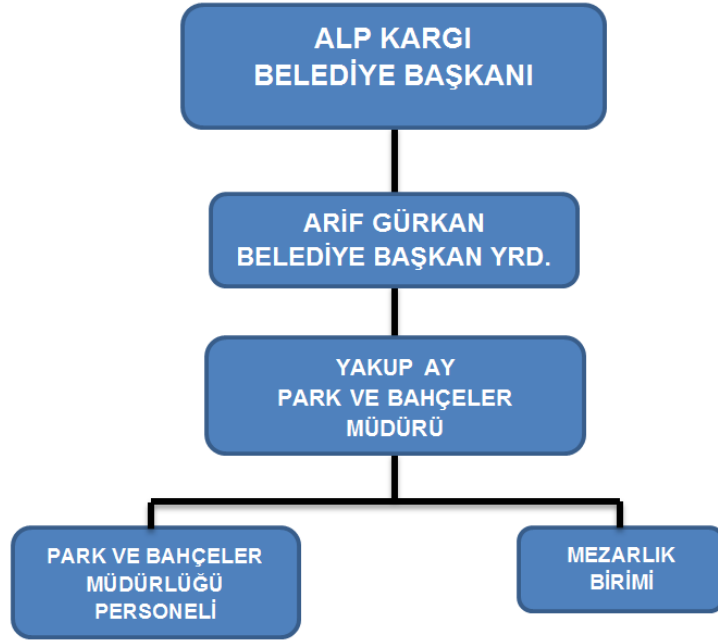 ALP KARGI
BELEDİYE BAŞKANI
ARİF GÜRKAN
BELEDİYE BAŞKAN YRD.
YAKUP AY
PARK VE BAHÇELER
MÜDÜRÜ
PARK VE BAHÇELER
MÜDÜRLÜĞÜ
PERSONELİ
MEZARLIK
BİRİMİ